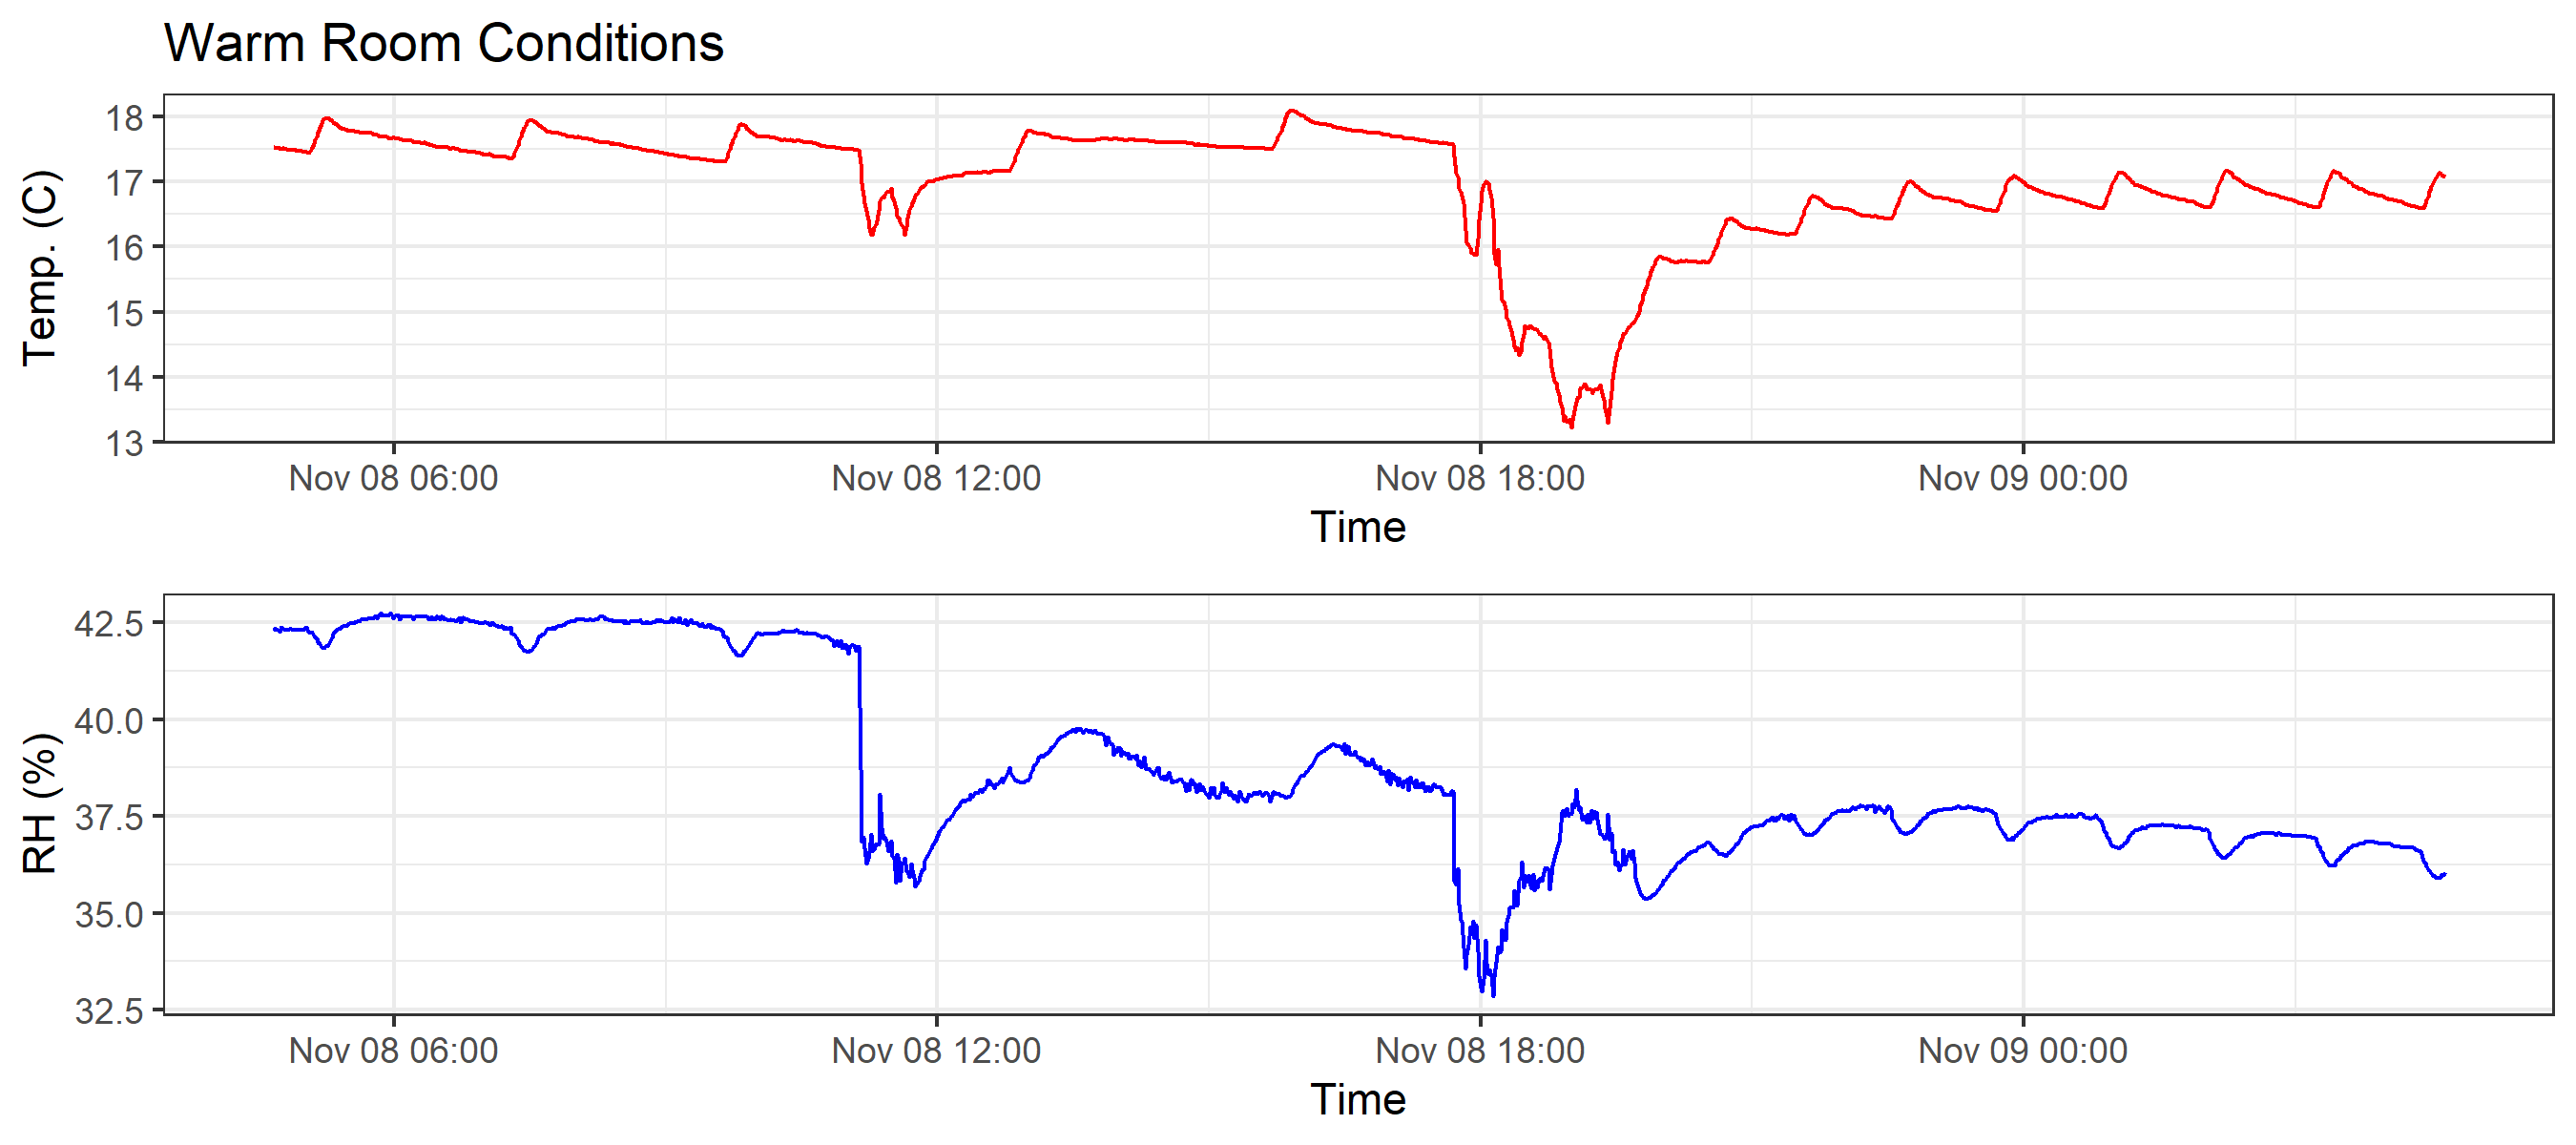 Warm Room Conditions
Temp. (C)
18
17
16
15
14
13
Nov 08 06:00 Nov 08 12:00 Nov 08 18:00 Nov 09 00:00
Time
RH (%)
42.5
40.0
37.5
35.0
32.5
Nov 08 06:00 Nov 08 12:00 Nov 08 18:00 Nov 09 00:00
Time